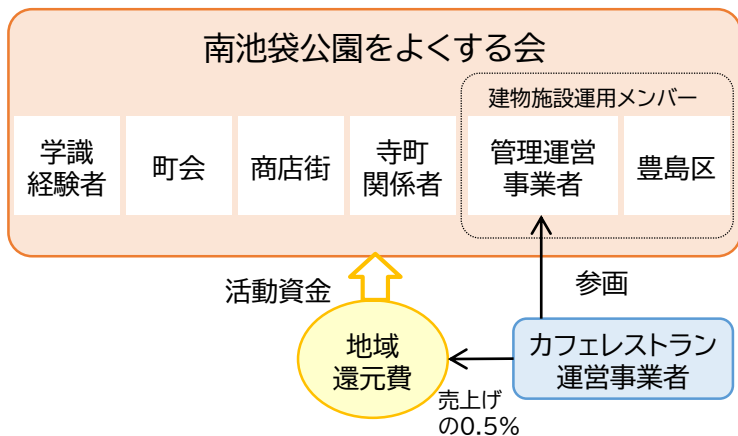 南池袋公園をよくする会
建物施設運用メンバー
学識
経験者
町会
商店街
寺町
関係者
管理運営
事業者
豊島区
活動資金
参画
地域
還元費
カフェレストラン
運営事業者
売上げ
の0.5%